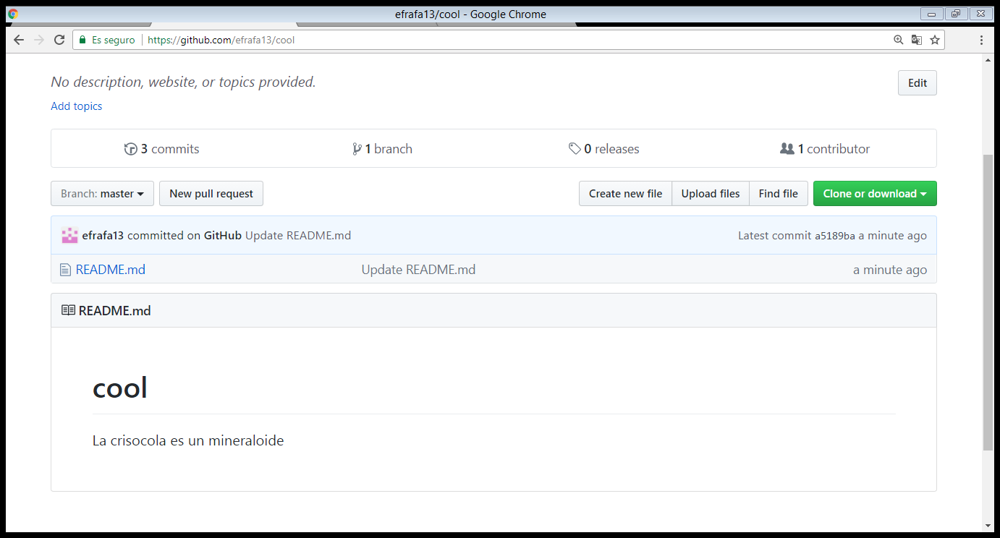 efrafa13/cool - Google Chrome
Es seguro https://github.com/efrafa13/cool
No description, website, or topics provided.
Edit
Add topics
3 commits 1 branch 0 releases 1 contributor
Branch: master New pull request Create new file Upload files Find file Clone or download
efrafa13 committed on GitHub Update README.md Latest commit a5189ba a minute ago
README.md Update README.md a minute ago
README.md
cool
La crisocola es un mineraloide